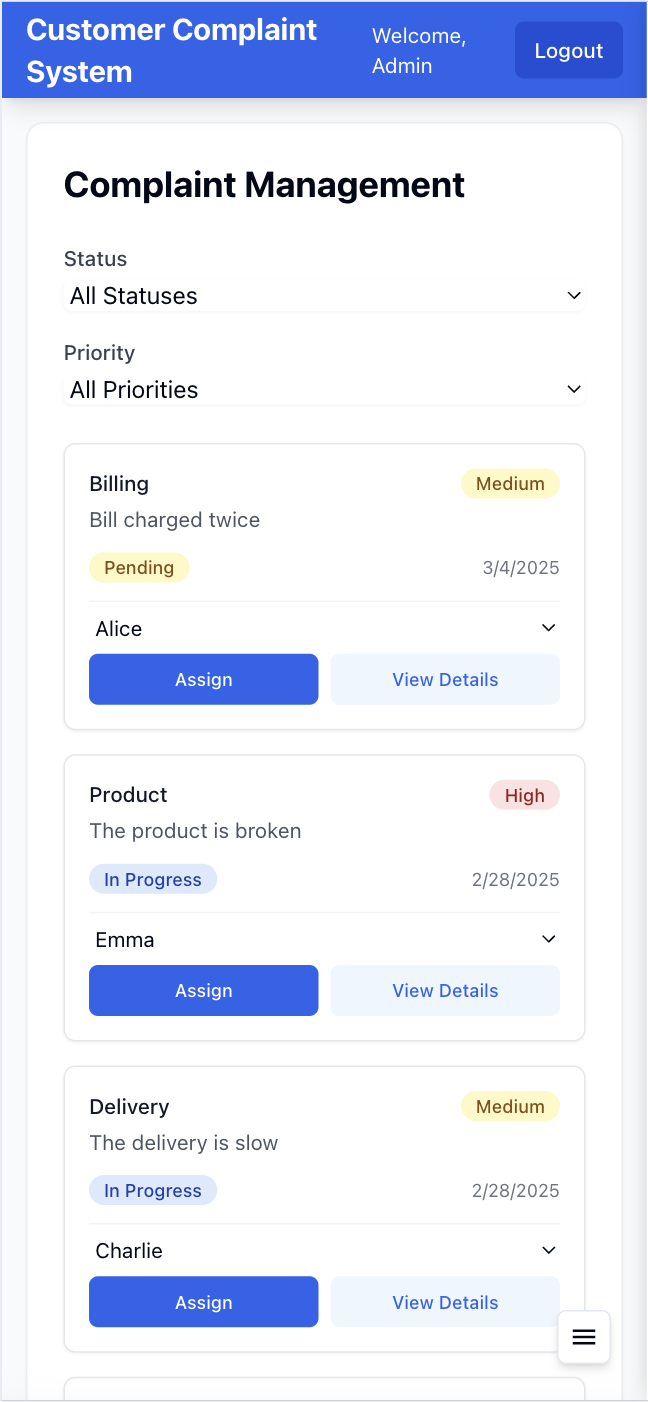 Customer Complaint
System
Welcome,
Admin
Logout
Complaint Management
Status
All Statuses
Priority
All Priorities
Billing
Medium
Bill charged twice
Pending
3/4/2025
Alice
Assign
View Details
Product
High
The product is broken
In Progress
2/28/2025
Emma
Assign
View Details
Delivery
Medium
The delivery is slow
In Progress
2/28/2025
Charlie
Assign
View Details